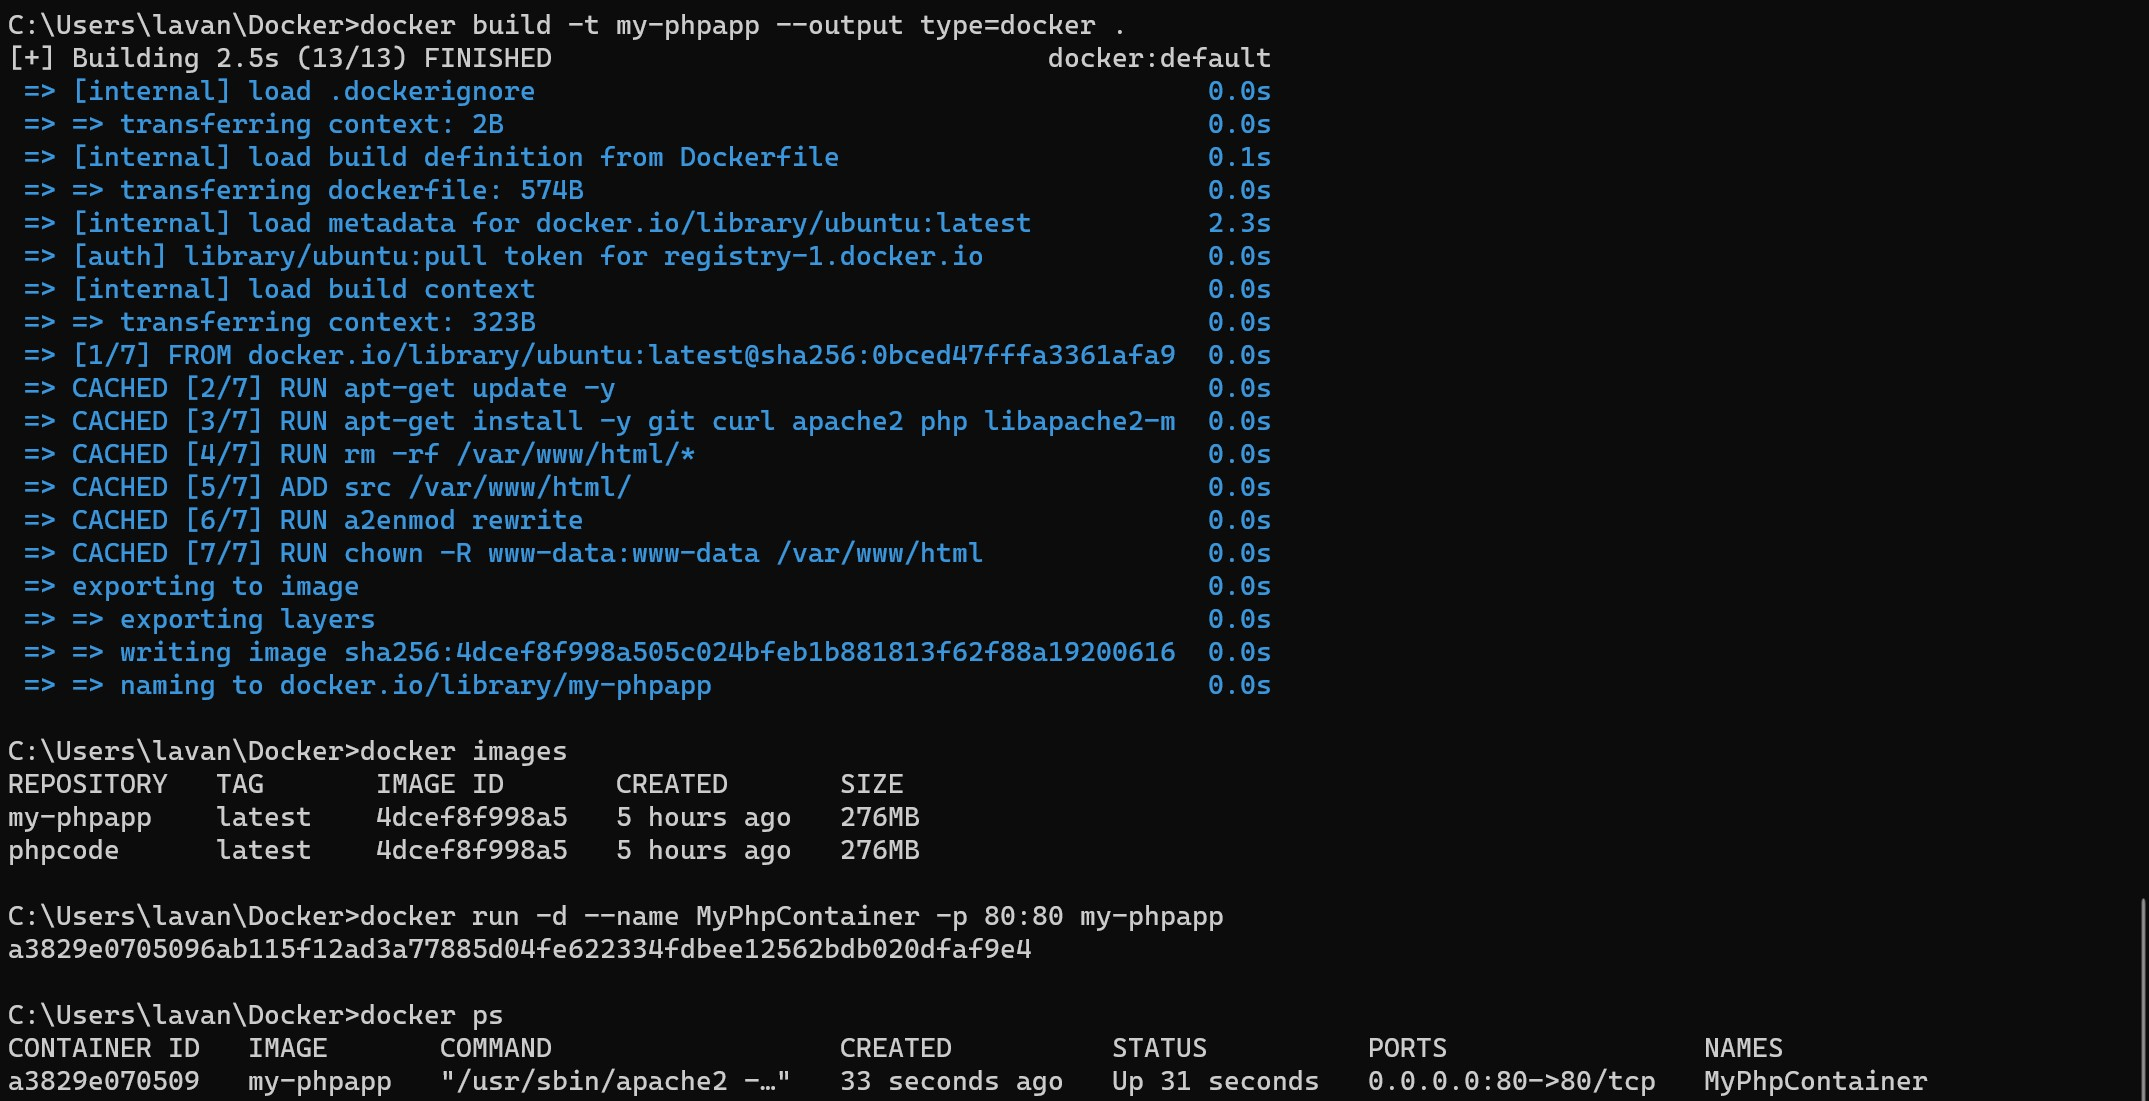 C:\Users\lavan\Docker>docker build -t my-phpapp --output type=docker .
[+] Building 2.5s (13/13) FINISHED docker:default
=> [internal] load .dockerignore 0.0s
=> => transferring context: 2B 0.0s
=> [internal] load build definition from Dockerfile 0.1s
=> => transferring dockerfile: 574B 0.0s
=> [internal] load metadata for docker.io/library/ubuntu:latest 2.3s
=> [auth] library/ubuntu:pull token for registry-1.docker.io 0.0s
=> [internal] load build context 0.0s
=> => transferring context: 323B 0.0s
=> [1/7] FROM docker.io/library/ubuntu:latest@sha256:0bced47fffa3361afa9 0.0s
=> CACHED [2/7] RUN apt-get update -y 0.0s
=> CACHED [3/7] RUN apt-get install -y git curl apache2 php libapache2-m 0.0s
=> CACHED [4/7] RUN rm -rf /var/www/html/* 0.0s
=> CACHED [5/7] ADD src /var/www/html/ 0.0s
=> CACHED [6/7] RUN a2enmod rewrite 0.0s
=> CACHED [7/7] RUN chown -R www-data:www-data /var/www/html 0.0s
=> exporting to image 0.0s
=> => exporting layers 0.0s
=> => writing image sha256:4dcef8f998a505c024bfeb1b881813f62f88a19200616 0.0s
=> => naming to docker.io/library/my-phpapp 0.0s
C:\Users\lavan\Docker>docker images
REPOSITORY TAG IMAGE ID CREATED SIZE
my-phpapp latest 4dcef8f998a5 5 hours ago 276MB
phpcode latest 4dcef8f998a5 5 hours ago 276MB
C:\Users\lavan\Docker>docker run -d --name MyPhpContainer -p 80:80 my-phpapp
a3829e0705096ab115f12ad3a77885d04fe622334fdbee12562bdb020dfaf9e4
C:\Users\lavan\Docker>docker ps
CONTAINER ID IMAGE COMMAND CREATED STATUS PORTS NAMES
a3829e070509 my-phpapp "/usr/sbin/apache2 -…" 33 seconds ago Up 31 seconds 0.0.0.0:80->80/tcp MyPhpContainer